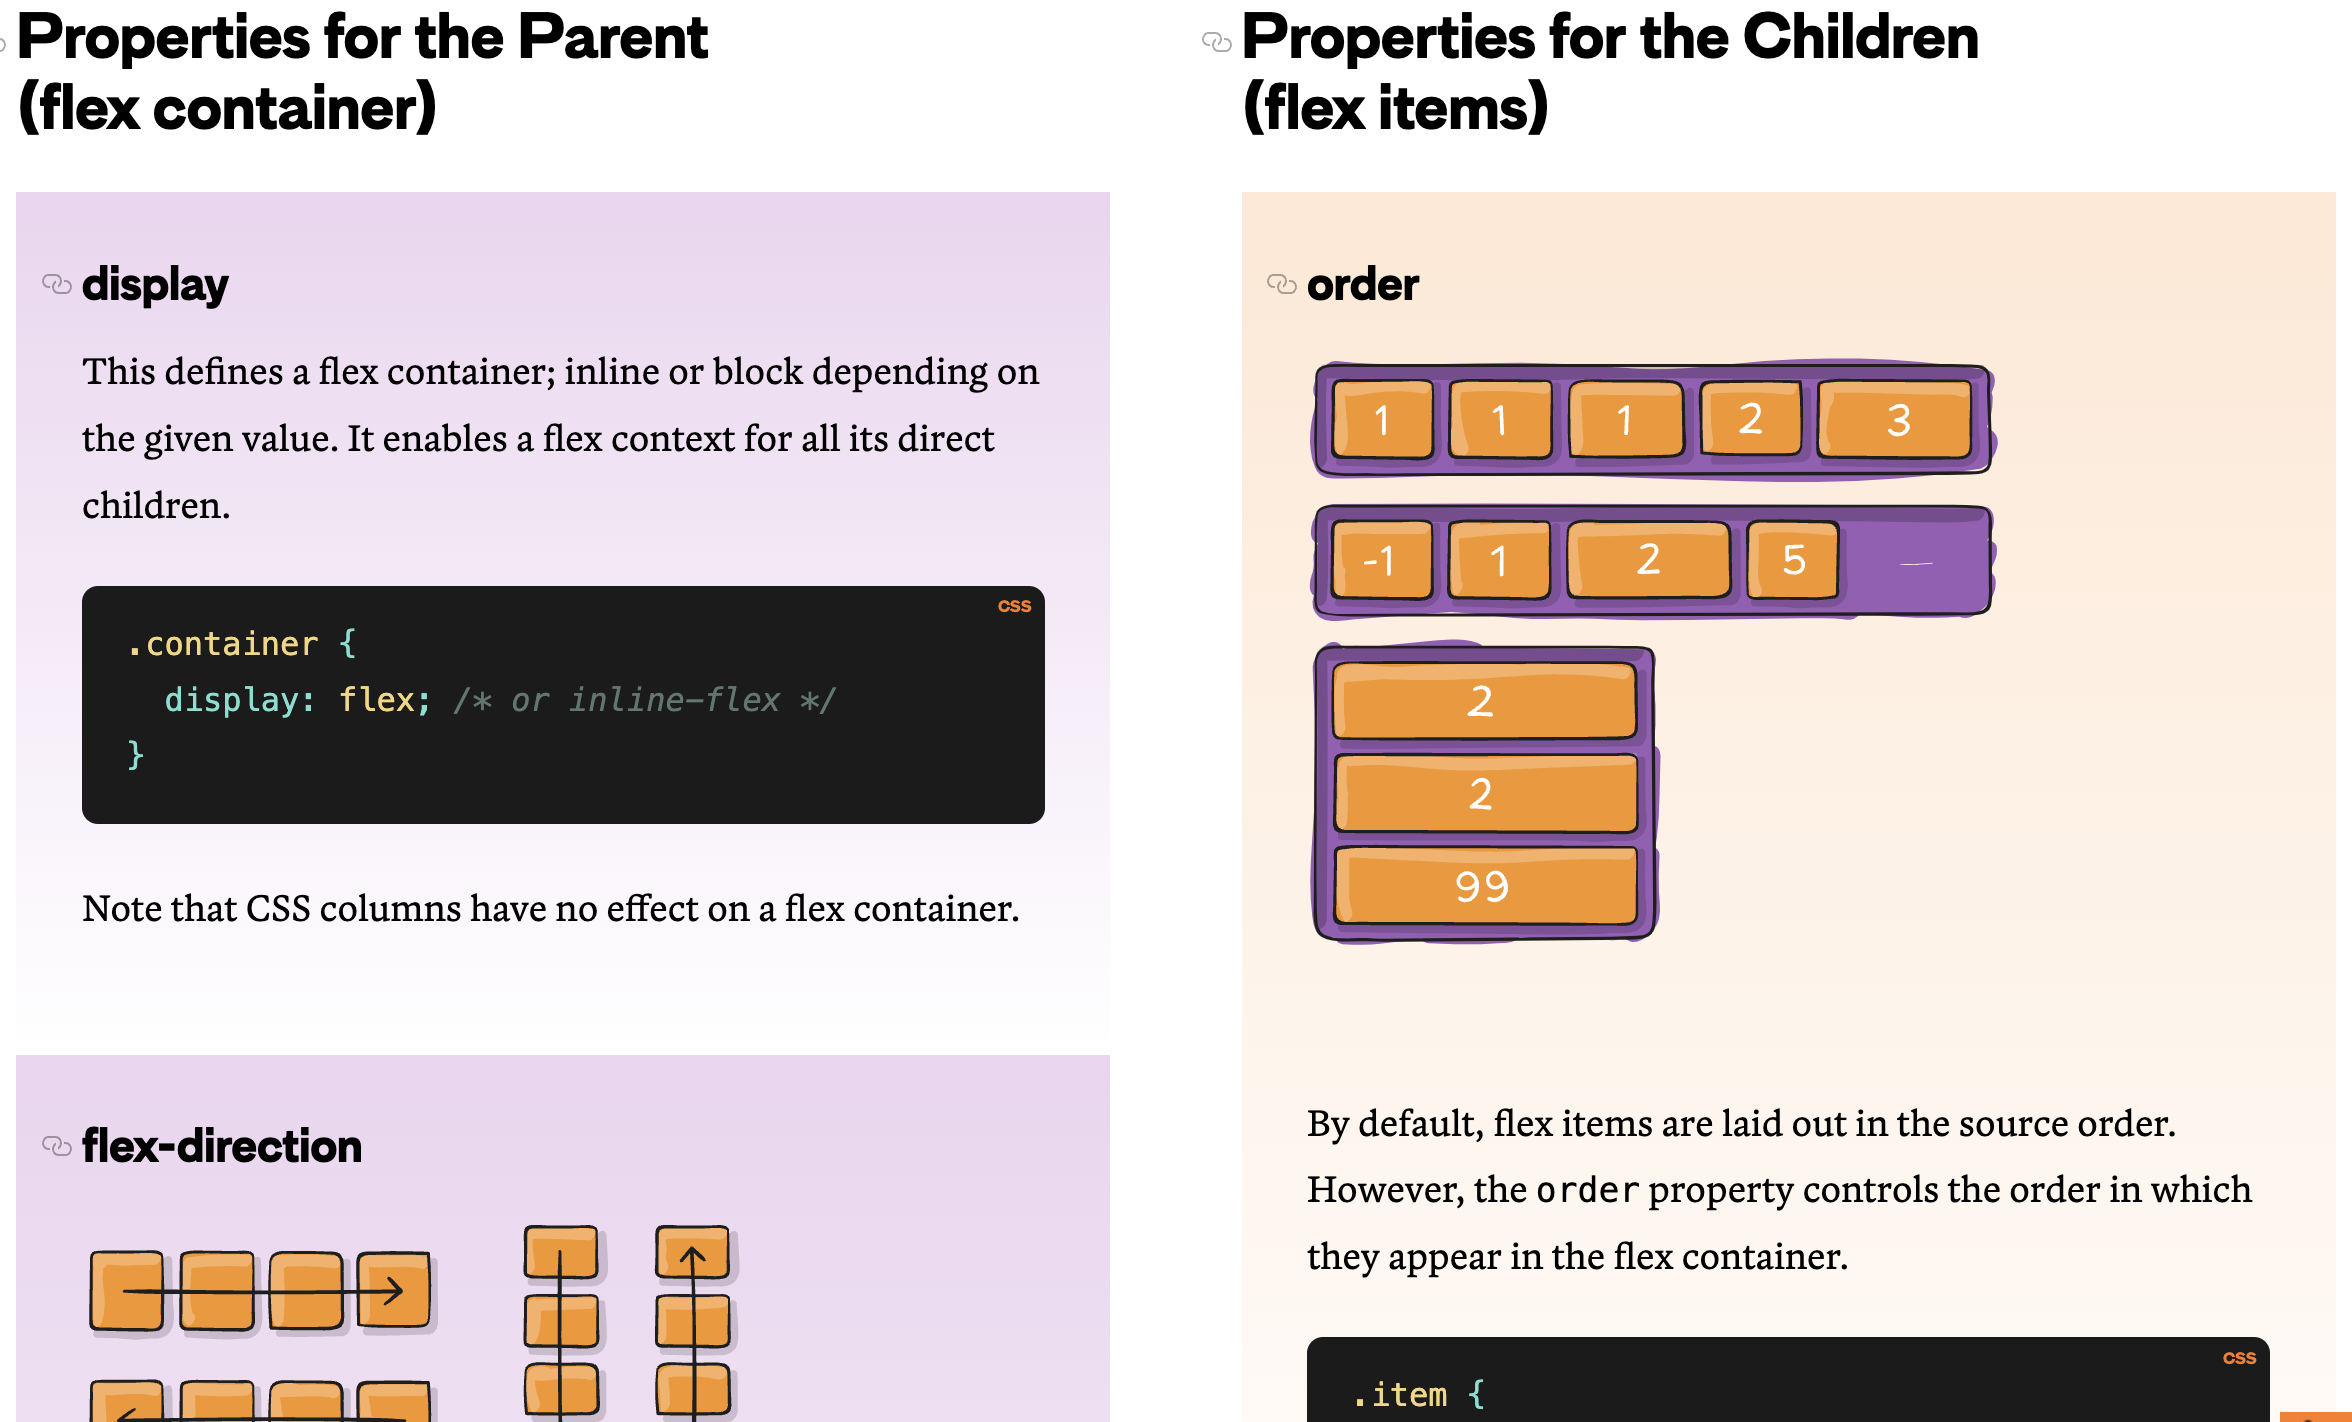 Properties for the Parent
(flex container)
display
This defines a flex container; inline or block depending on
the given value. It enables a flex context for all its direct
children.
CSS
.container {
  display: flex; /* or inline-flex */
}
Note that CSS columns have no effect on a flex container.
flex-direction
Properties for the Children
(flex items)
order
1 1 1 2 3
-1 1 2 5
2
2
99
By default, flex items are laid out in the source order.
However, the order property controls the order in which
they appear in the flex container.
CSS
.item {